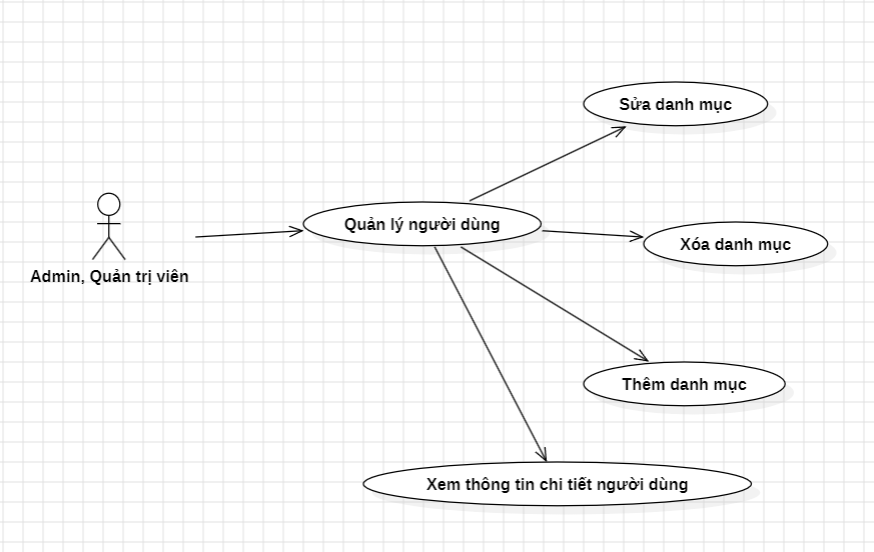 Sửa danh mục
Quản lý người dùng
Xóa danh mục
Admin, Quản trị viên
Thêm danh mục
Xem thông tin chi tiết người dùng